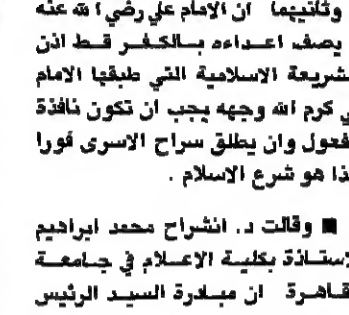 وثانيهما ان الامام علي رضي الله عنه
يصف اعداءه بالكفر قط اذن
شريعة الاسلامية التي طبقها الامام
ي كرم الله وجهه يجب ان تكون نافذة
فعول وان يطلق سراح الاسرى فورا
ذا هو شرع الاسلام .
■ وقالت د. انشراح محمد ابراهيم
لاستاذة بكلية الاعلام في جامعة
قاهرة ان مبادرة السيد الرئيس